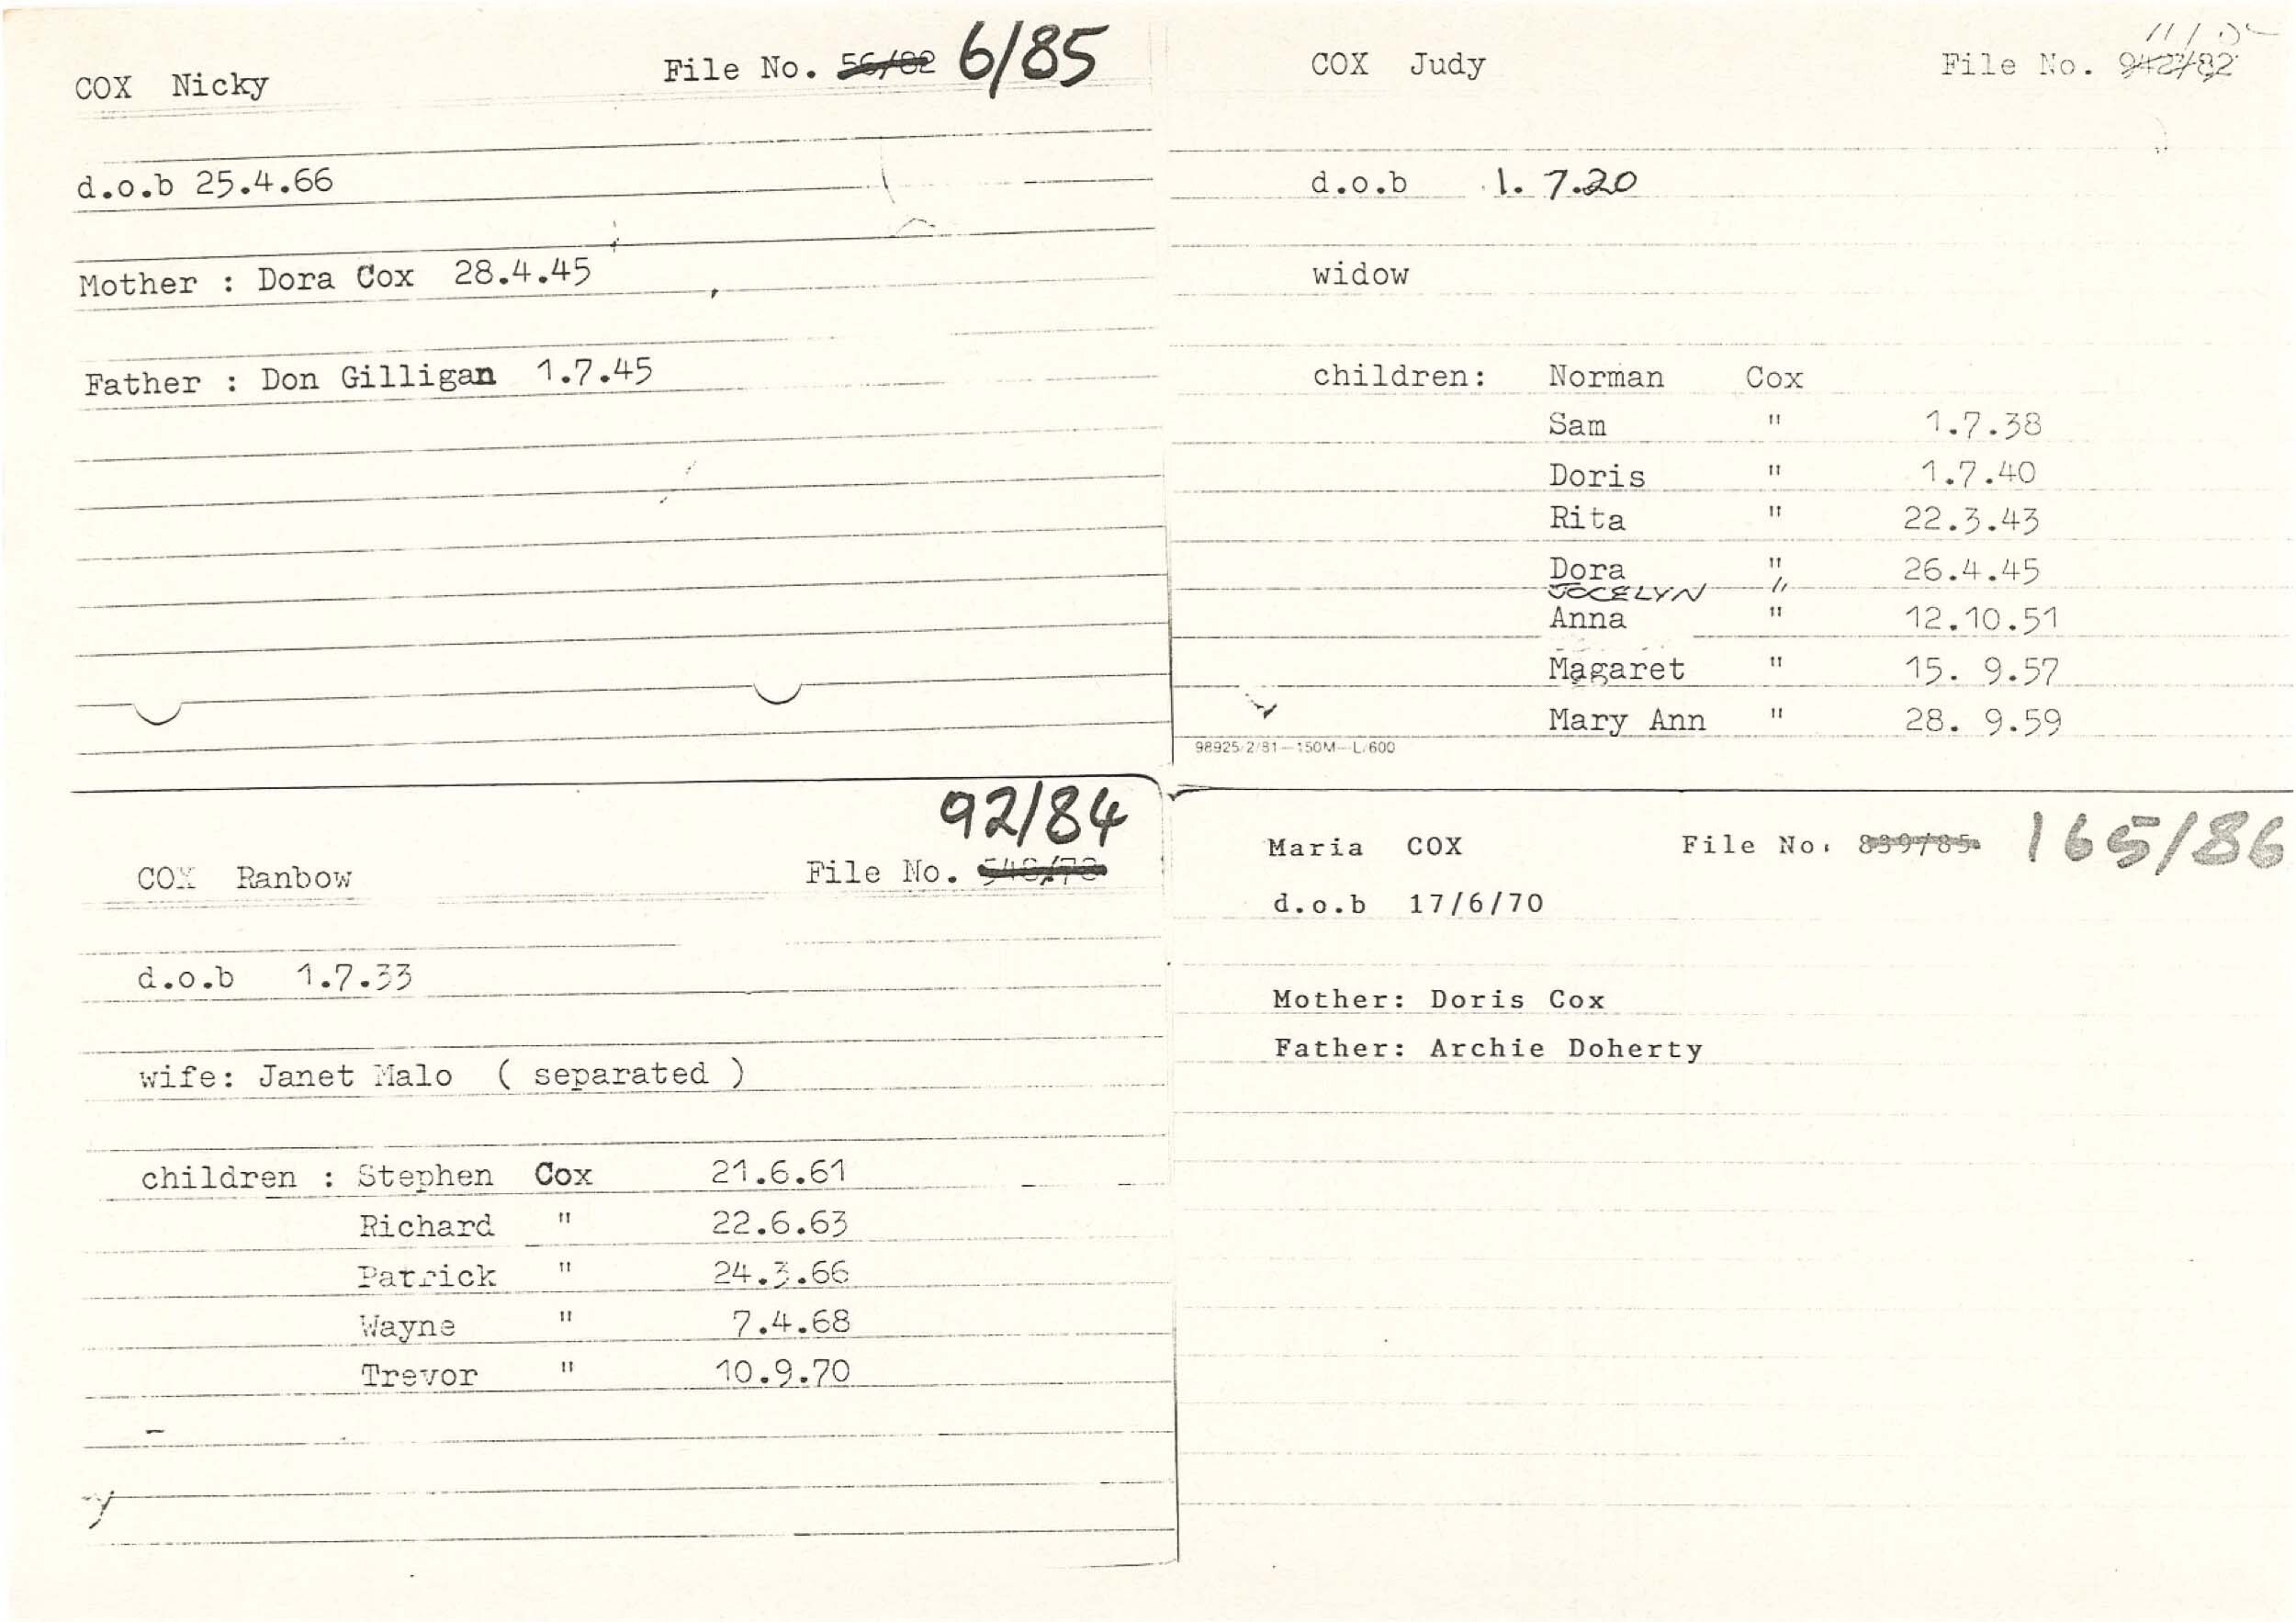 COX Nicky File No. 56/82 6/85
d.o.b 25.4.66
Mother : Dora Cox 28.4.45
Father : Don Gilligan 1.7.45
COX Judy File No.
d.o.b 1.7.20
widow
children: Norman Cox
Sam " 1.7.38
Doris " 1.7.40
Rita " 22.3.43
Dora " 26.4.45
JOCELYN "
Anna " 12.10.51
Magaret " 15. 9.57
Mary Ann " 28. 9.59
98925/2/81—150M—L/600
92/84
COX Ranbow File No.
d.o.b 1.7.33
wife: Janet Malo ( separated )
children : Stephen Cox 21.6.61
Richard " 22.6.63
Patrick " 24.3.66
Wayne " 7.4.68
Trevor " 10.9.70
Maria COX File No. 839/85 165/86
d.o.b 17/6/70
Mother: Doris Cox
Father: Archie Doherty